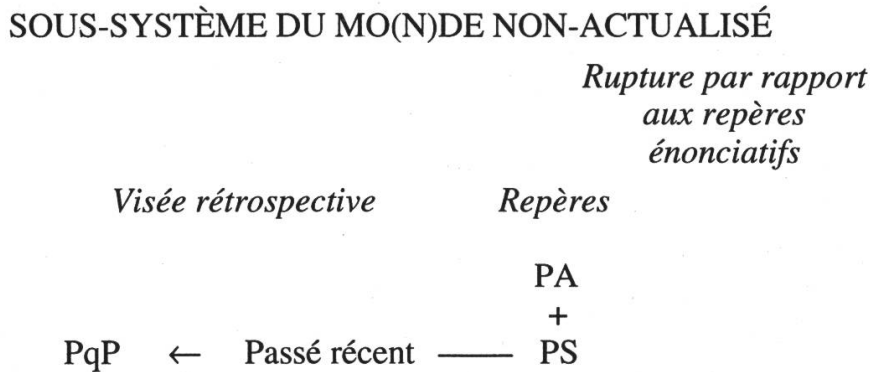 SOUS-SYSTÈME DU MO(N)DE NON-ACTUALISÉ
Rupture par rapport
aux repères
énonciatifs
Visée rétrospective Repères
PA
+
PqP ← Passé récent —— PS